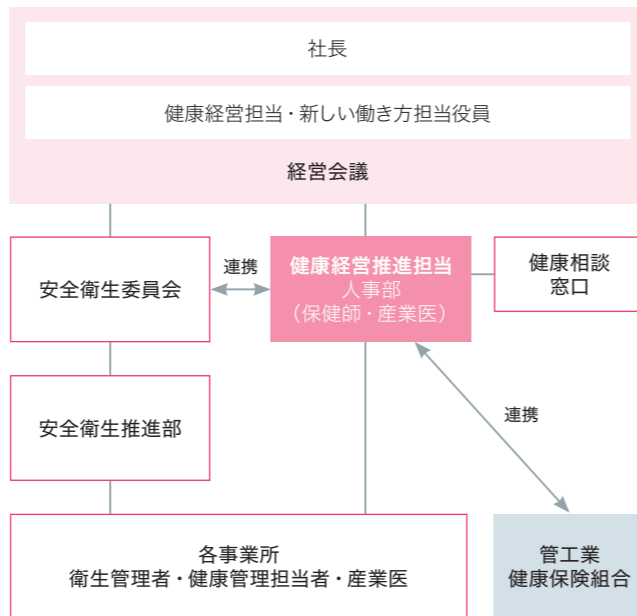 社長
健康経営担当・新しい働き方担当役員
経営会議
安全衛生委員会
連携
健康経営推進担当
人事部
（保健師・産業医）
健康相談
窓口
安全衛生推進部
連携
各事業所
衛生管理者・健康管理担当者・産業医
管工業
健康保険組合